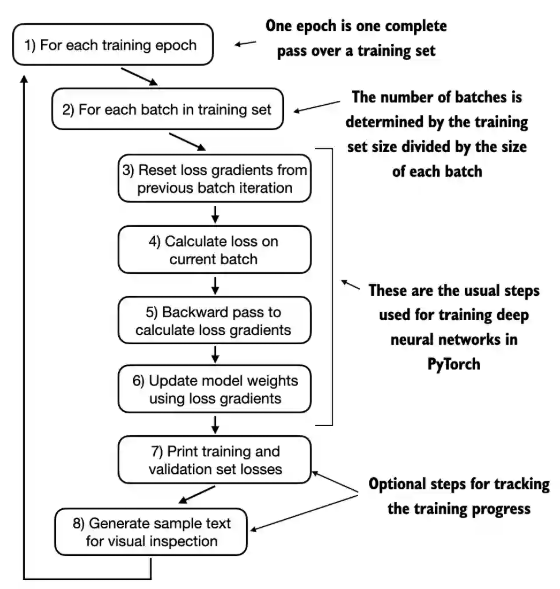 One epoch is one complete
pass over a training set
1) For each training epoch
2) For each batch in training set
The number of batches is
determined by the training
set size divided by the size
of each batch
3) Reset loss gradients from
previous batch iteration
4) Calculate loss on
current batch
5) Backward pass to
calculate loss gradients
These are the usual steps
used for training deep
neural networks in
PyTorch
6) Update model weights
using loss gradients
7) Print training and
validation set losses
Optional steps for tracking
the training progress
8) Generate sample text
for visual inspection